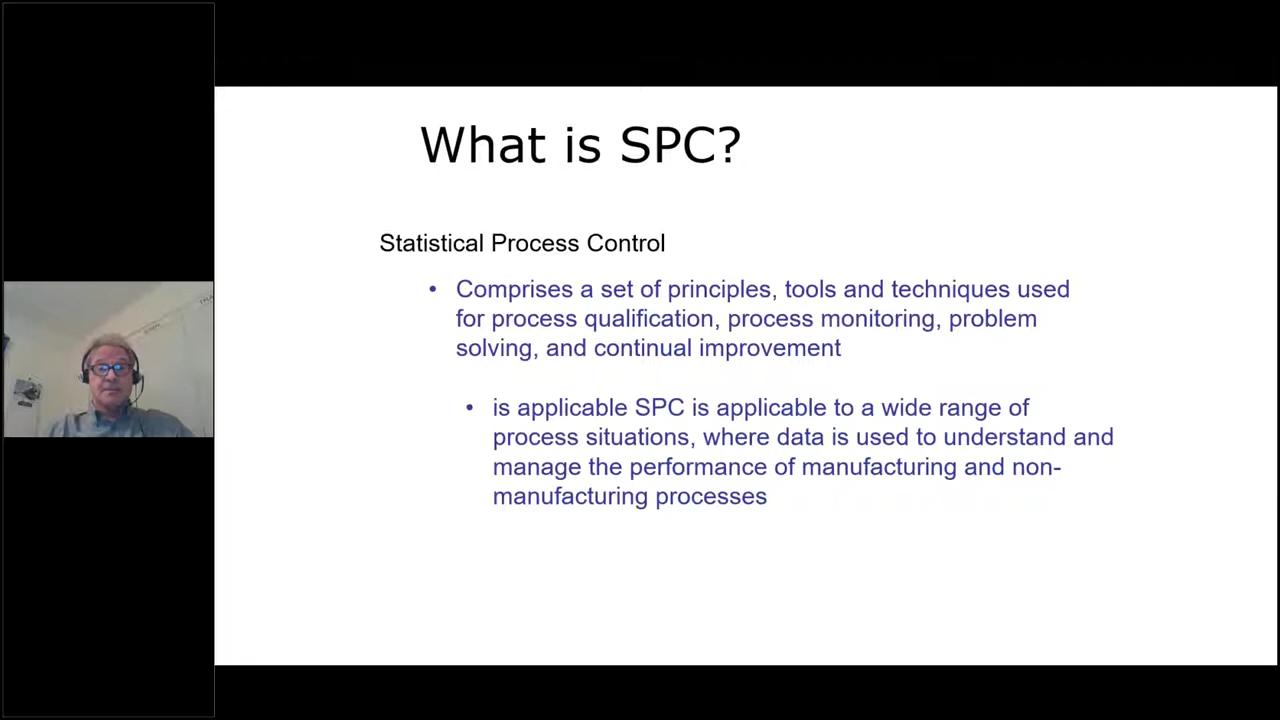 What is SPC?
Statistical Process Control
• Comprises a set of principles, tools and techniques used
for process qualification, process monitoring, problem
solving, and continual improvement
• is applicable SPC is applicable to a wide range of
process situations, where data is used to understand and
manage the performance of manufacturing and non-
manufacturing processes